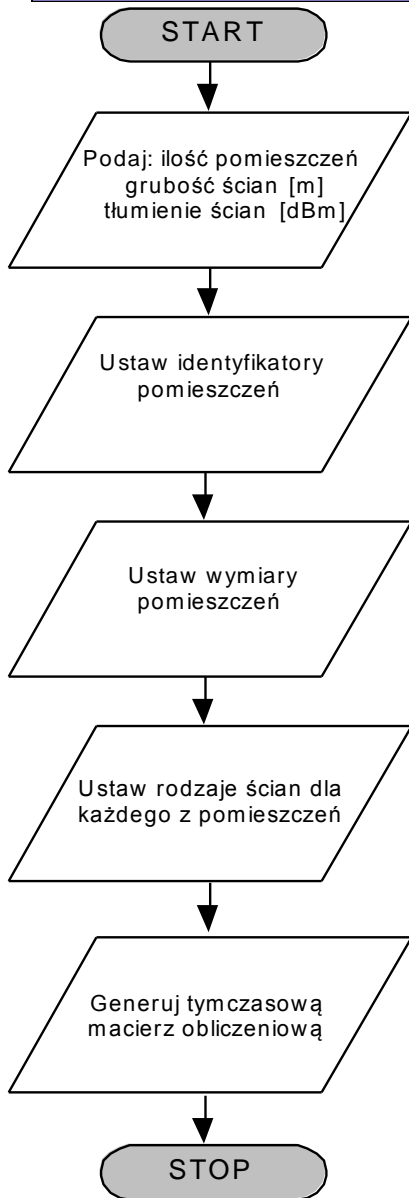 START
Podaj: ilość pomieszczeń
grubość ścian [m]
tłumienie ścian [dBm]
Ustaw identyfikatory
pomieszczeń
Ustaw wymiary
pomieszczeń
Ustaw rodzaje ścian dla
każdego z pomieszczeń
Generuj tymczasową
macierz obliczeniową
STOP